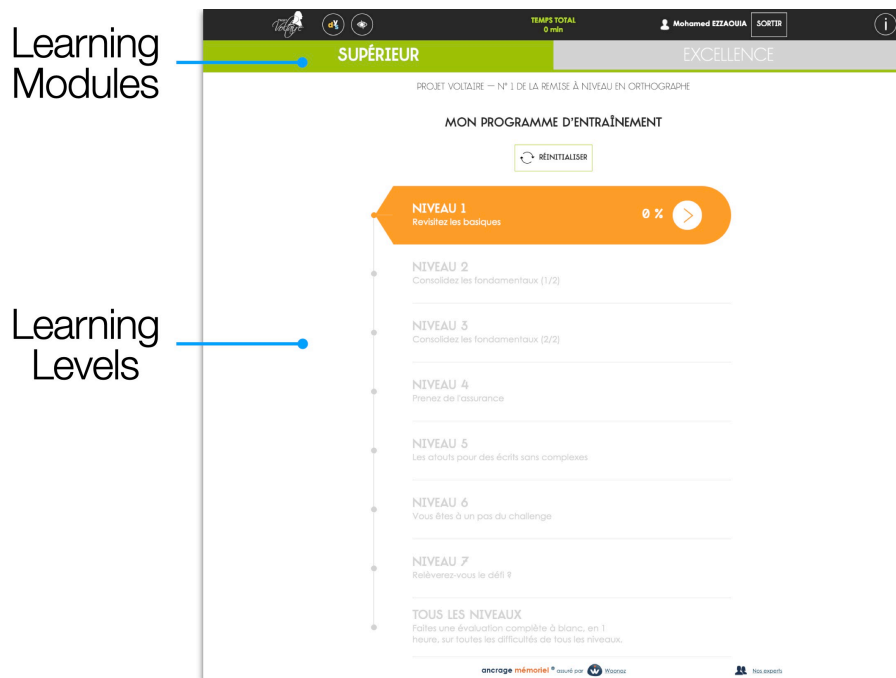 Learning
Modules
Learning
Levels
Voltaire
TEMPS TOTAL
0 min
Mohamed EZZAOUIA
SORTIR
i
SUPÉRIEUR
EXCELLENCE
PROJET VOLTAIRE — N° 1 DE LA REMISE À NIVEAU EN ORTHOGRAPHE
MON PROGRAMME D'ENTRAÎNEMENT
RÉINITIALISER
NIVEAU 1
Revisitez les basiques
0 %
NIVEAU 2
Consolidez les fondamentaux (1/2)
NIVEAU 3
Consolidez les fondamentaux (2/2)
NIVEAU 4
Prenez de l'assurance
NIVEAU 5
Les atouts pour des écrits sans complexes
NIVEAU 6
Vous êtes à un pas du challenge
NIVEAU 7
Relèverez-vous le défi ?
TOUS LES NIVEAUX
Faites une évaluation complète à blanc, en 1
heure, sur toutes les difficultés de tous les niveaux.
ancrage mémoriel ® assuré par Woonoz
Nos experts